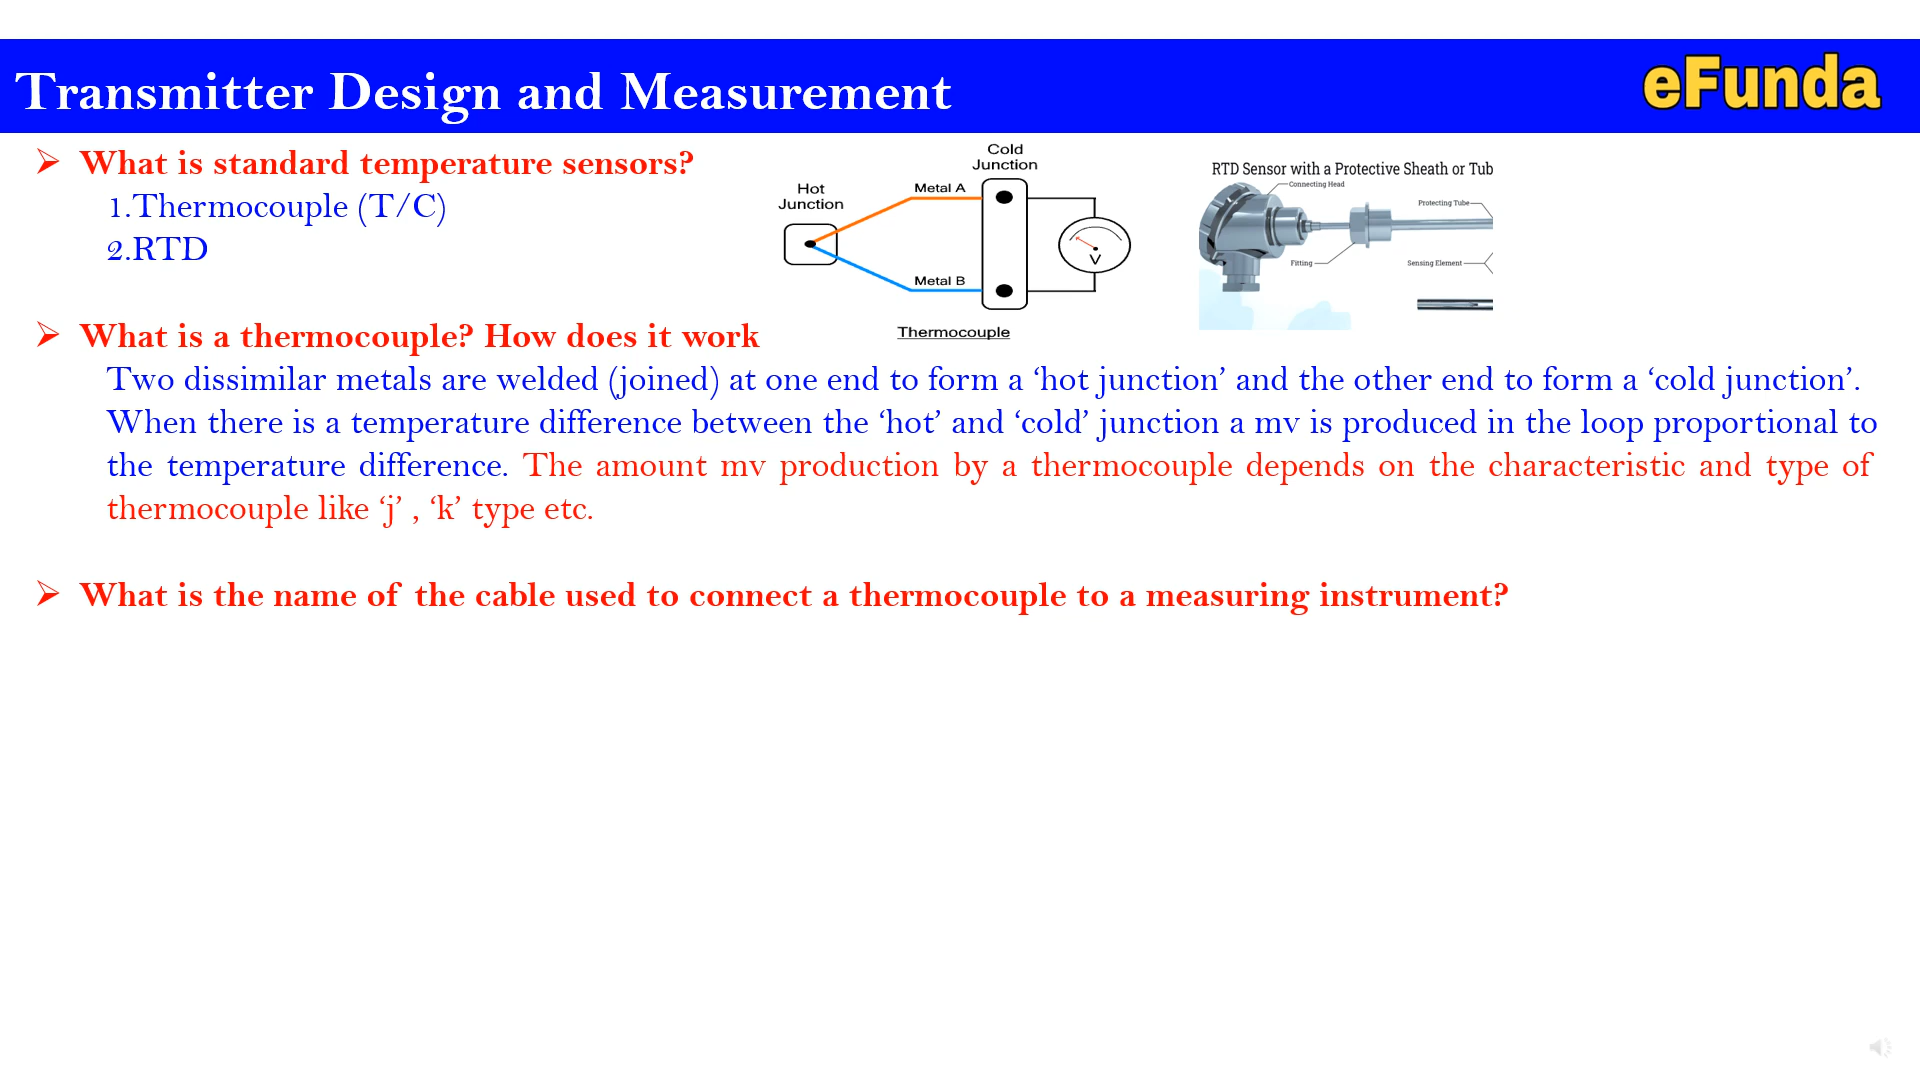 Transmitter Design and Measurement
eFunda
➢ What is standard temperature sensors?
1.Thermocouple (T/C)
2.RTD
Cold
Junction
Hot
Junction
Metal A
Metal B
V
Thermocouple
RTD Sensor with a Protective Sheath or Tub
Connecting Head
Protecting Tube
Fitting
Sensing Element
➢ What is a thermocouple? How does it work
Two dissimilar metals are welded (joined) at one end to form a ‘hot junction’ and the other end to form a ‘cold junction’.
When there is a temperature difference between the ‘hot’ and ‘cold’ junction a mv is produced in the loop proportional to
the temperature difference. The amount mv production by a thermocouple depends on the characteristic and type of
thermocouple like ‘j’ , ‘k’ type etc.
➢ What is the name of the cable used to connect a thermocouple to a measuring instrument?